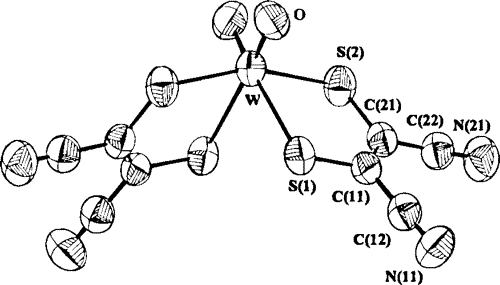 O
S(2)
W
C(21)
C(22)
N(21)
S(1)
C(11)
C(12)
N(11)